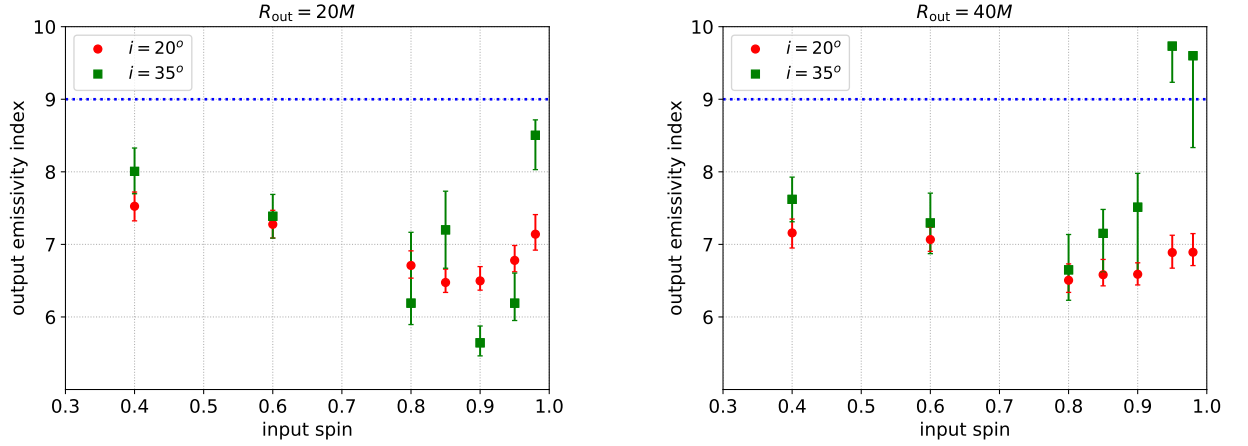 R_out = 20M
10
9
8
7
6
output emissivity index
i = 20°
i = 35°
0.3 0.4 0.5 0.6 0.7 0.8 0.9 1.0
input spin
R_out = 40M
10
9
8
7
6
output emissivity index
i = 20°
i = 35°
0.3 0.4 0.5 0.6 0.7 0.8 0.9 1.0
input spin